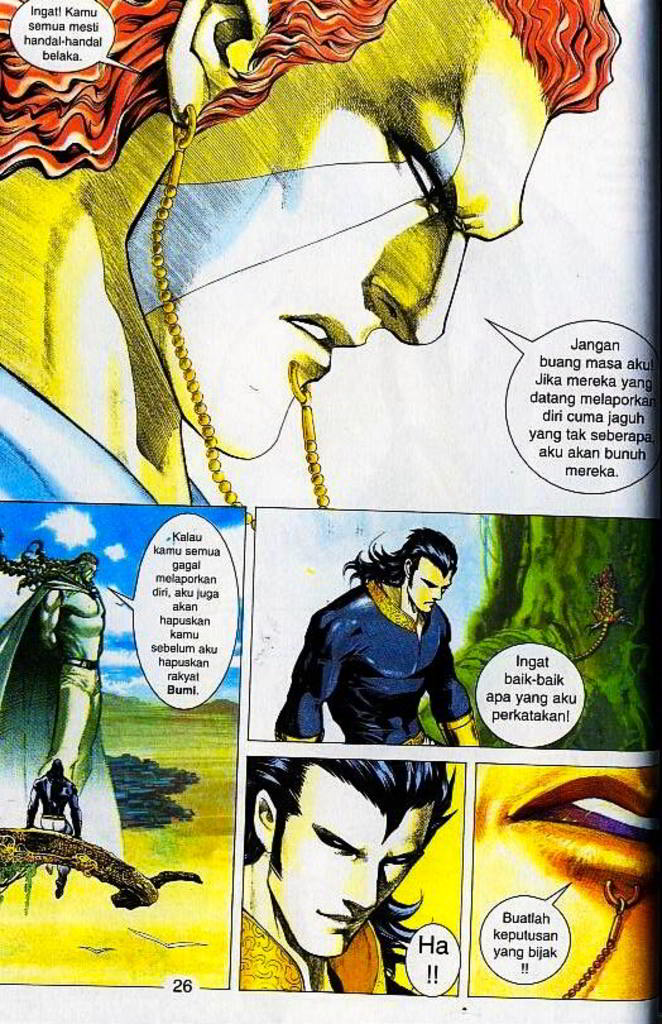 Ingat! Kamu
semua mesti
handal-handal
belaka.
Jangan
buang masa aku!
Jika mereka yang
datang melaporkan
diri cuma jaguh
yang tak seberapa,
aku akan bunuh
mereka.
Kalau
kamu semua
gagal
melaporkan
diri, aku juga
akan
hapuskan
kamu
sebelum aku
hapuskan
rakyat
Bumi.
Ingat
baik-baik
apa yang aku
perkatakan!
Ha
!!
Buatlah
keputusan
yang bijak
!!
26